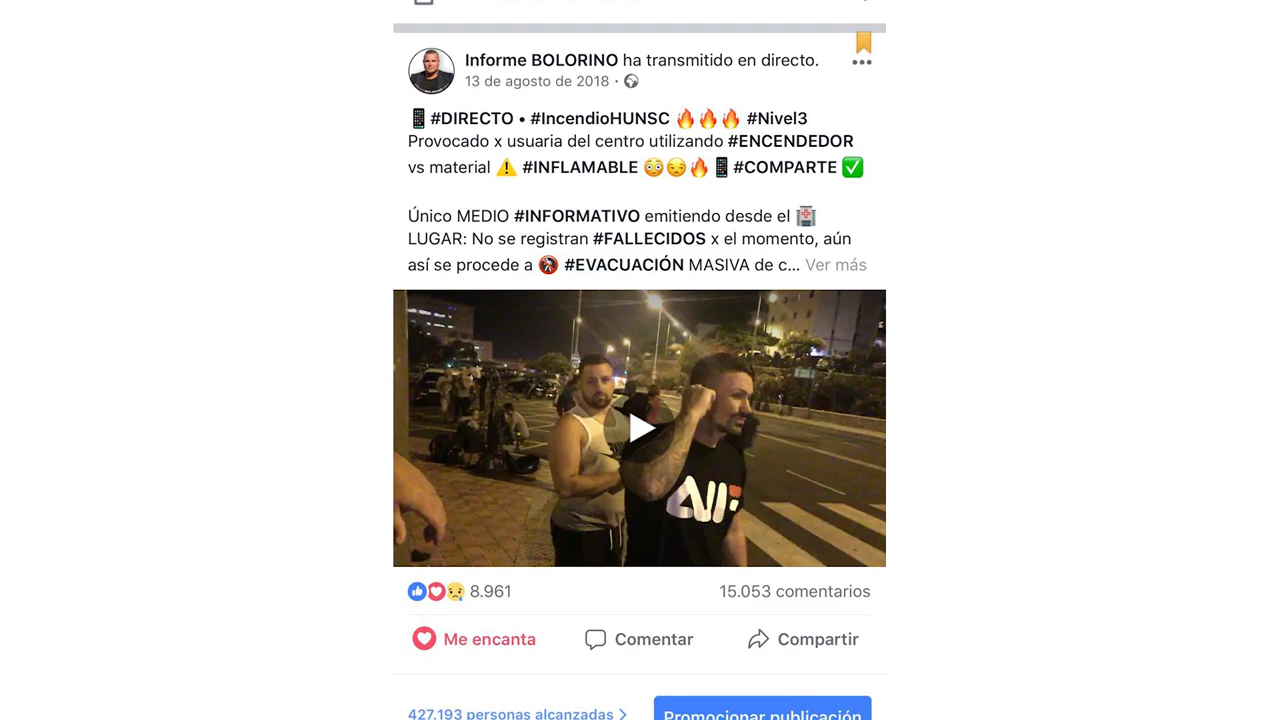 Informe BOLORINO ha transmitido en directo.
13 de agosto de 2018 ·
#DIRECTO • #IncendioHUNSC 🔥🔥🔥 #Nivel3
Provocado x usuaria del centro utilizando #ENCENDEDOR
vs material ⚠️ #INFLAMABLE 😳😒🔥📱#COMPARTE ✅
Único MEDIO #INFORMATIVO emitiendo desde el 🏥
LUGAR: No se registran #FALLECIDOS x el momento, aún
así se procede a 🚷 #EVACUACIÓN MASIVA de c... Ver más
8.961
15.053 comentarios
Me encanta
Comentar
Compartir
427.193 personas alcanzadas >
Promocionar publicación